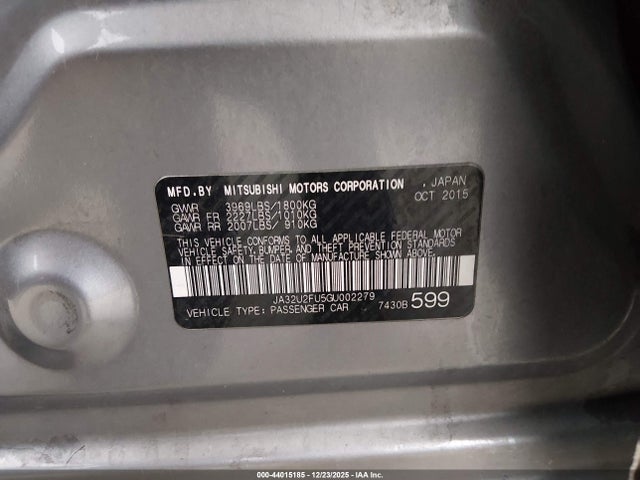 MFD.BY MITSUBISHI MOTORS CORPORATION , JAPAN
OCT 2015
GVWR 3969LBS/1800KG
GAWR FR 2227LBS/1010KG
GAWR RR 2007LBS/ 910KG
THIS VEHICLE CONFORMS TO ALL APPLICABLE FEDERAL MOTOR
VEHICLE SAFETY, BUMPER AND THEFT PREVENTION STANDARDS
IN EFFECT ON THE DATE OF MANUFACTURE SHOWN ABOVE.
JA32U2FU5GU002279
VEHICLE TYPE: PASSENGER CAR 7430B 599
000-44015185 - 12/23/2025 - IAA Inc.